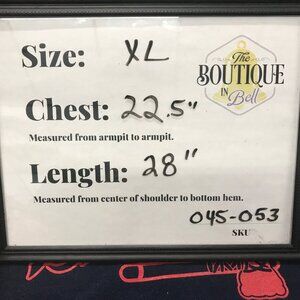 Size: XL
The
BOUTIQUE
IN
Bell
Chest: 22.5"
Measured from armpit to armpit.
Length: 28"
Measured from center of shoulder to bottom hem.
045-053
SKU